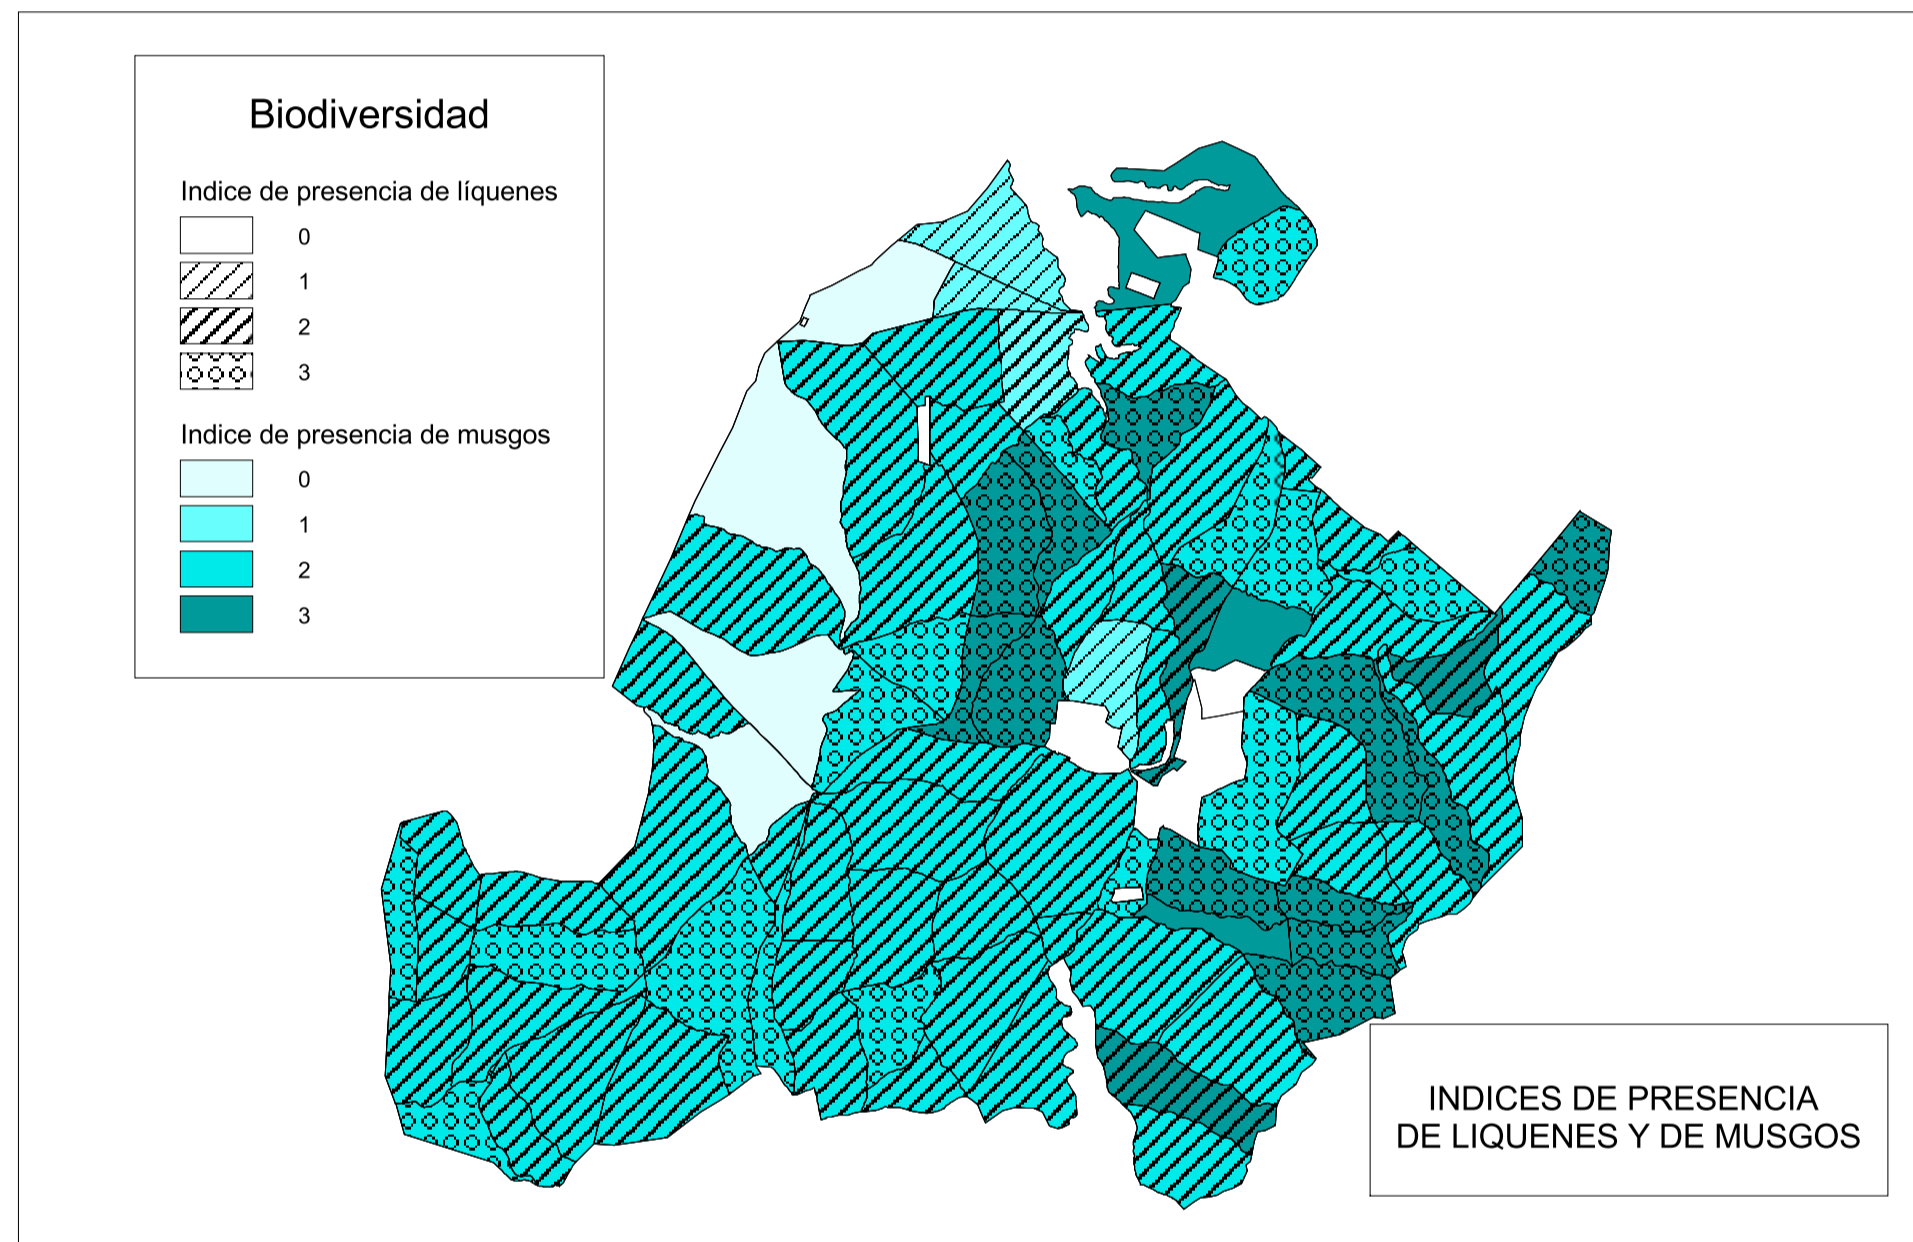 Biodiversidad
Indice de presencia de líquenes
0
1
2
3
Indice de presencia de musgos
0
1
2
3
INDICES DE PRESENCIA
DE LIQUENES Y DE MUSGOS